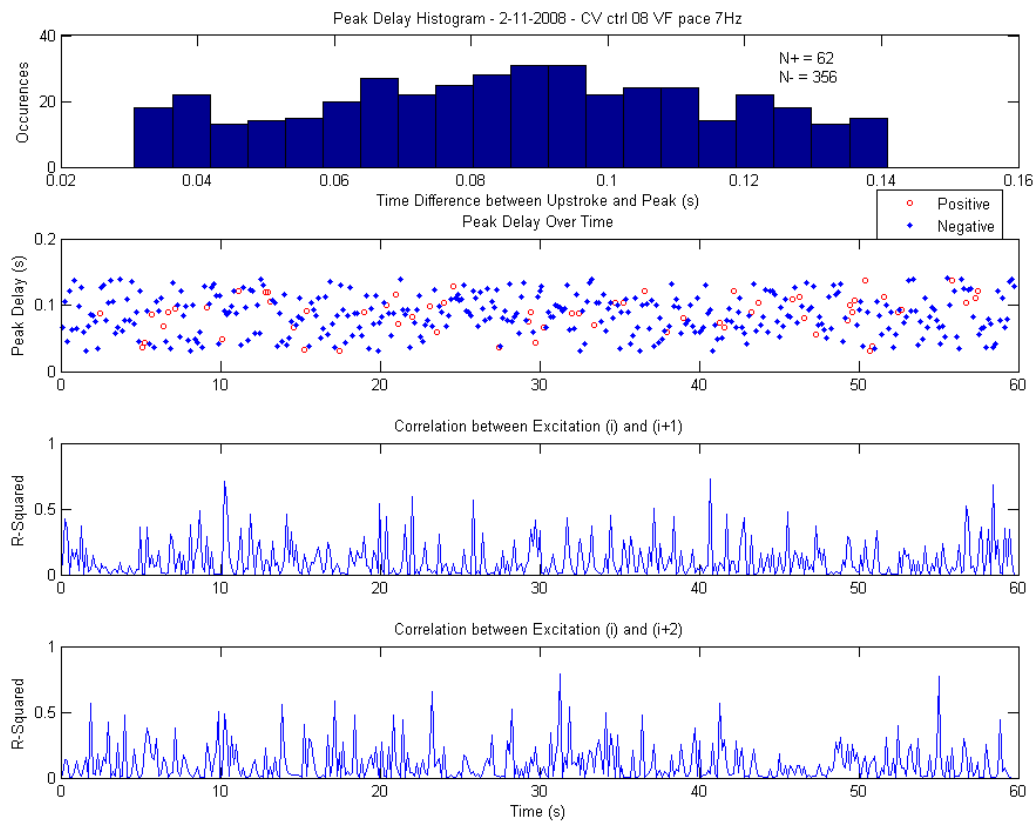 Peak Delay Histogram - 2-11-2008 - CV ctrl 08 VF pace 7Hz
40
20
0
Occurences
N+ = 62
N- = 356
0.02 0.04 0.06 0.08 0.1 0.12 0.14 0.16
Time Difference between Upstroke and Peak (s)
Positive
Negative
Peak Delay Over Time
0.2
0.1
0
Peak Delay (s)
0 10 20 30 40 50 60
Correlation between Excitation (i) and (i+1)
1
0.5
0
R-Squared
0 10 20 30 40 50 60
Correlation between Excitation (i) and (i+2)
1
0.5
0
R-Squared
0 10 20 30 40 50 60
Time (s)